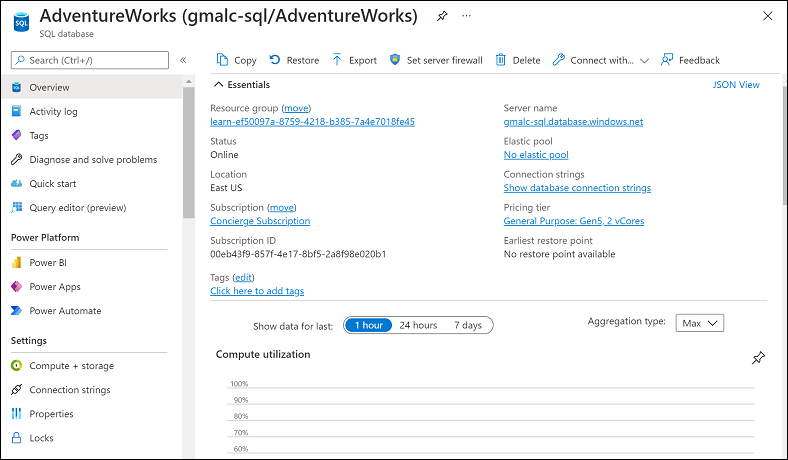 AdventureWorks (gmalc-sql/AdventureWorks)
SQL database
Search (Ctrl+/)
Overview
Activity log
Tags
Diagnose and solve problems
Quick start
Query editor (preview)
Power Platform
Power BI
Power Apps
Power Automate
Settings
Compute + storage
Connection strings
Properties
Locks
Copy Restore Export Set server firewall Delete Connect with... Feedback
Essentials JSON View
Resource group (move)
learn-ef50097a-8759-4218-b385-7a4e7018fe45
Status
Online
Location
East US
Subscription (move)
Concierge Subscription
Subscription ID
00eb43f9-857f-4e17-8bf5-2a8f98e020b1
Tags (edit)
Click here to add tags
Server name
gmalc-sql.database.windows.net
Elastic pool
No elastic pool
Connection strings
Show database connection strings
Pricing tier
General Purpose: Gen5, 2 vCores
Earliest restore point
No restore point available
Show data for last: 1 hour 24 hours 7 days Aggregation type: Max
Compute utilization
100%
90%
80%
70%
60%